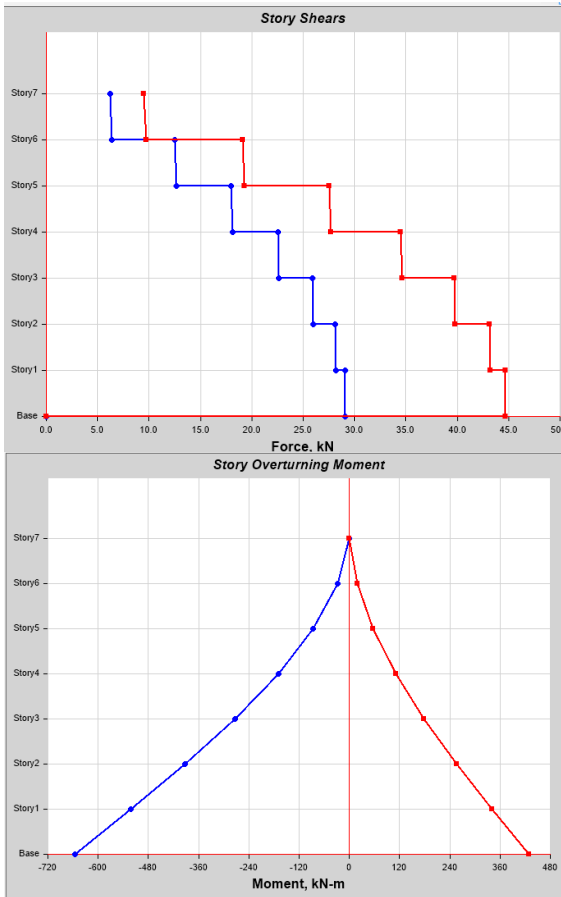 Story Shears
Story7
Story6
Story5
Story4
Story3
Story2
Story1
Base
0.0 5.0 10.0 15.0 20.0 25.0 30.0 35.0 40.0 45.0 50
Force, kN
Story Overturning Moment
Story7
Story6
Story5
Story4
Story3
Story2
Story1
Base
-720 -600 -480 -360 -240 -120 0 120 240 360 480
Moment, kN-m